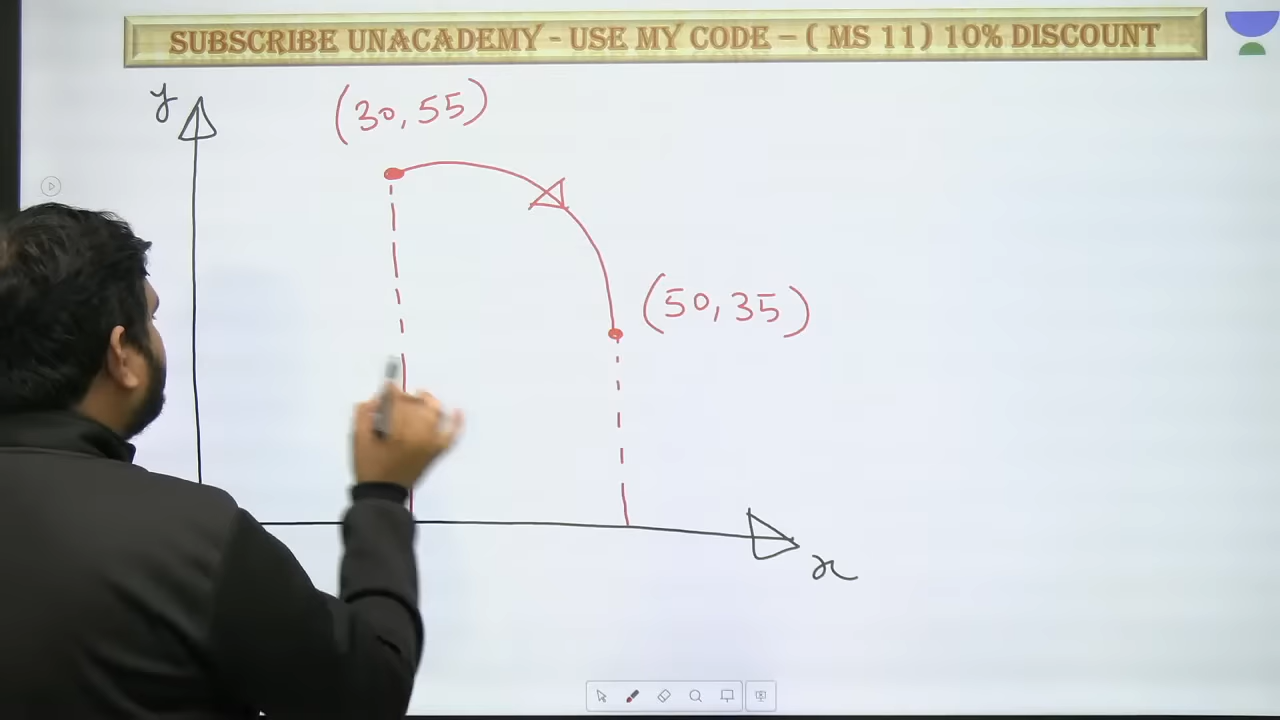 SUBSCRIBE UNACADEMY - USE MY CODE – ( MS 11) 10% DISCOUNT
y
(30, 55)
(50, 35)
x